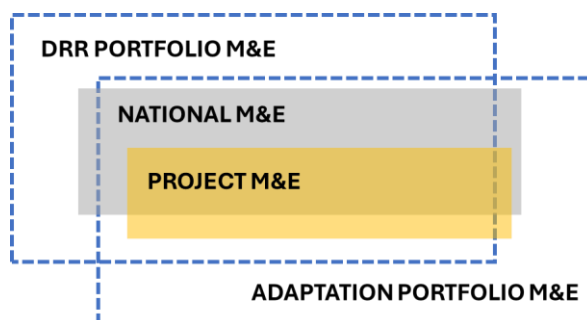 DRR PORTFOLIO M&E
NATIONAL M&E
PROJECT M&E
ADAPTATION PORTFOLIO M&E